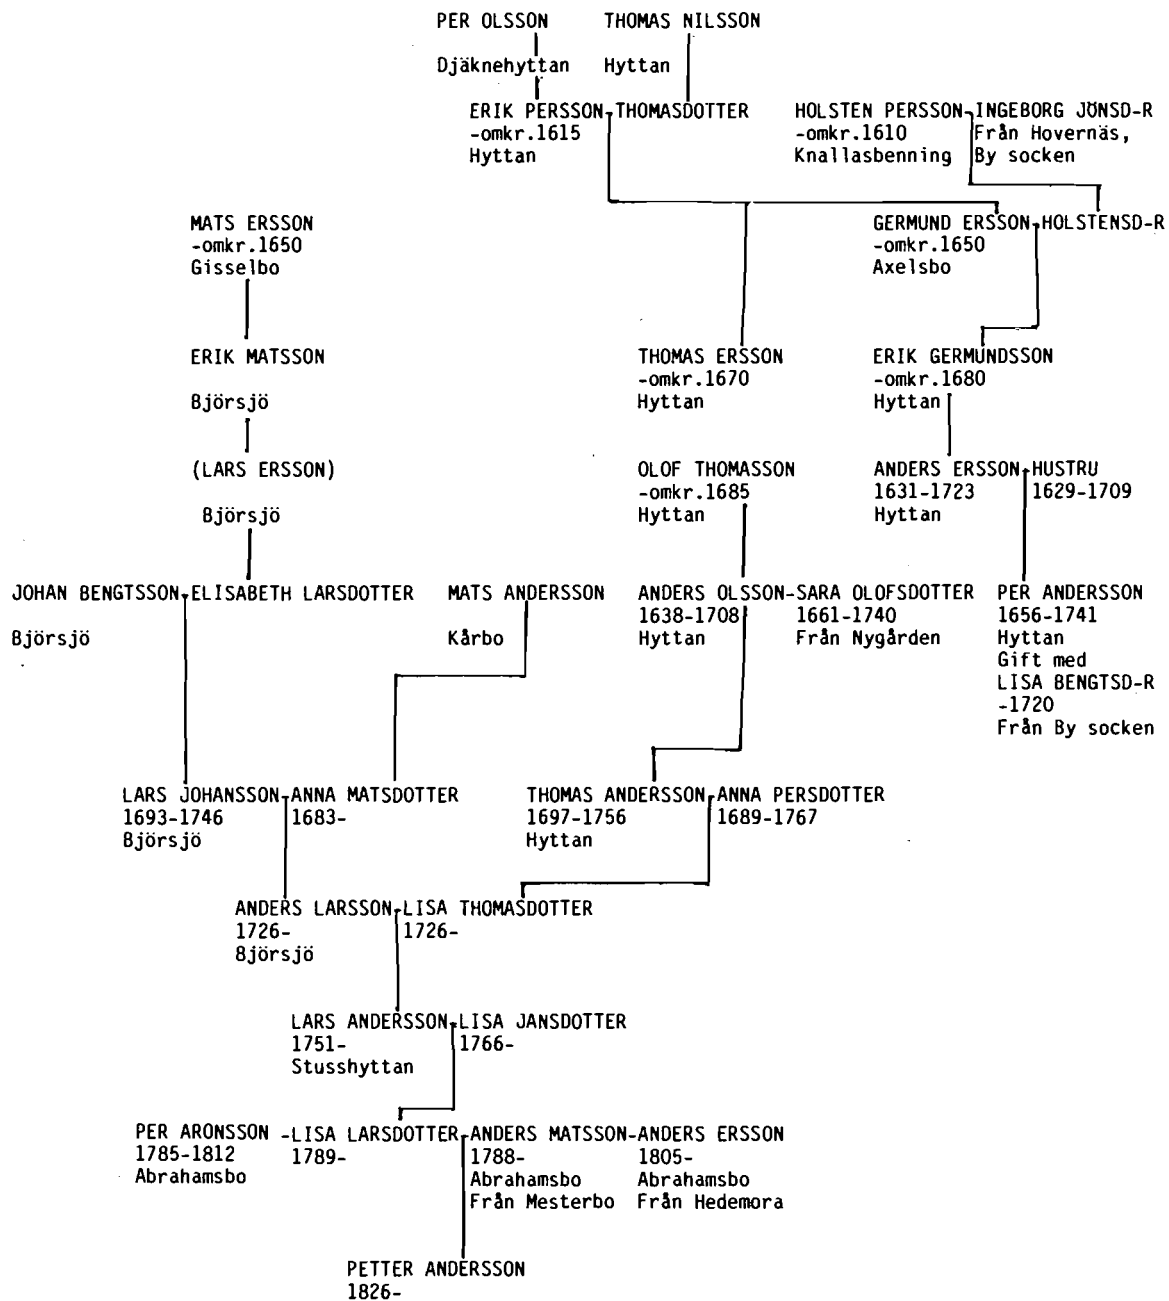 PER OLSSON THOMAS NILSSON
Djäknehyttan Hyttan
ERIK PERSSON-THOMASDOTTER HOLSTEN PERSSON-INGEBORG JÖNSD-R
-omkr.1615 -omkr.1610 Från Hovernäs,
Hyttan Knallasbenning By socken
MATS ERSSON GERMUND ERSSON-HOLSTENSD-R
-omkr.1650 -omkr.1650
Gisselbo Axelsbo
ERIK MATSSON THOMAS ERSSON ERIK GERMUNDSSON
-omkr.1670 -omkr.1680
Björsjö Hyttan Hyttan
(LARS ERSSON) OLOF THOMASSON ANDERS ERSSON-HUSTRU
-omkr.1685 1631-1723 1629-1709
Björsjö Hyttan Hyttan
JOHAN BENGTSSON-ELISABETH LARSDOTTER MATS ANDERSSON ANDERS OLSSON-SARA OLOFSDOTTER PER ANDERSSON
1638-1708 1661-1740 1656-1741
Björsjö Kårbo Hyttan Från Nygården Hyttan
Gift med
LISA BENGTSD-R
-1720
Från By socken
LARS JOHANSSON-ANNA MATSDOTTER THOMAS ANDERSSON-ANNA PERSDOTTER
1693-1746 1683- 1697-1756 1689-1767
Björsjö Hyttan
ANDERS LARSSON-LISA THOMASDOTTER
1726- 1726-
Björsjö
LARS ANDERSSON-LISA JANSDOTTER
1751- 1766-
Stusshyttan
PER ARONSSON -LISA LARSDOTTER-ANDERS MATSSON-ANDERS ERSSON
1785-1812 1789- 1788- 1805-
Abrahamsbo Abrahamsbo Abrahamsbo
Från Mesterbo Från Hedemora
PETTER ANDERSSON
1826-